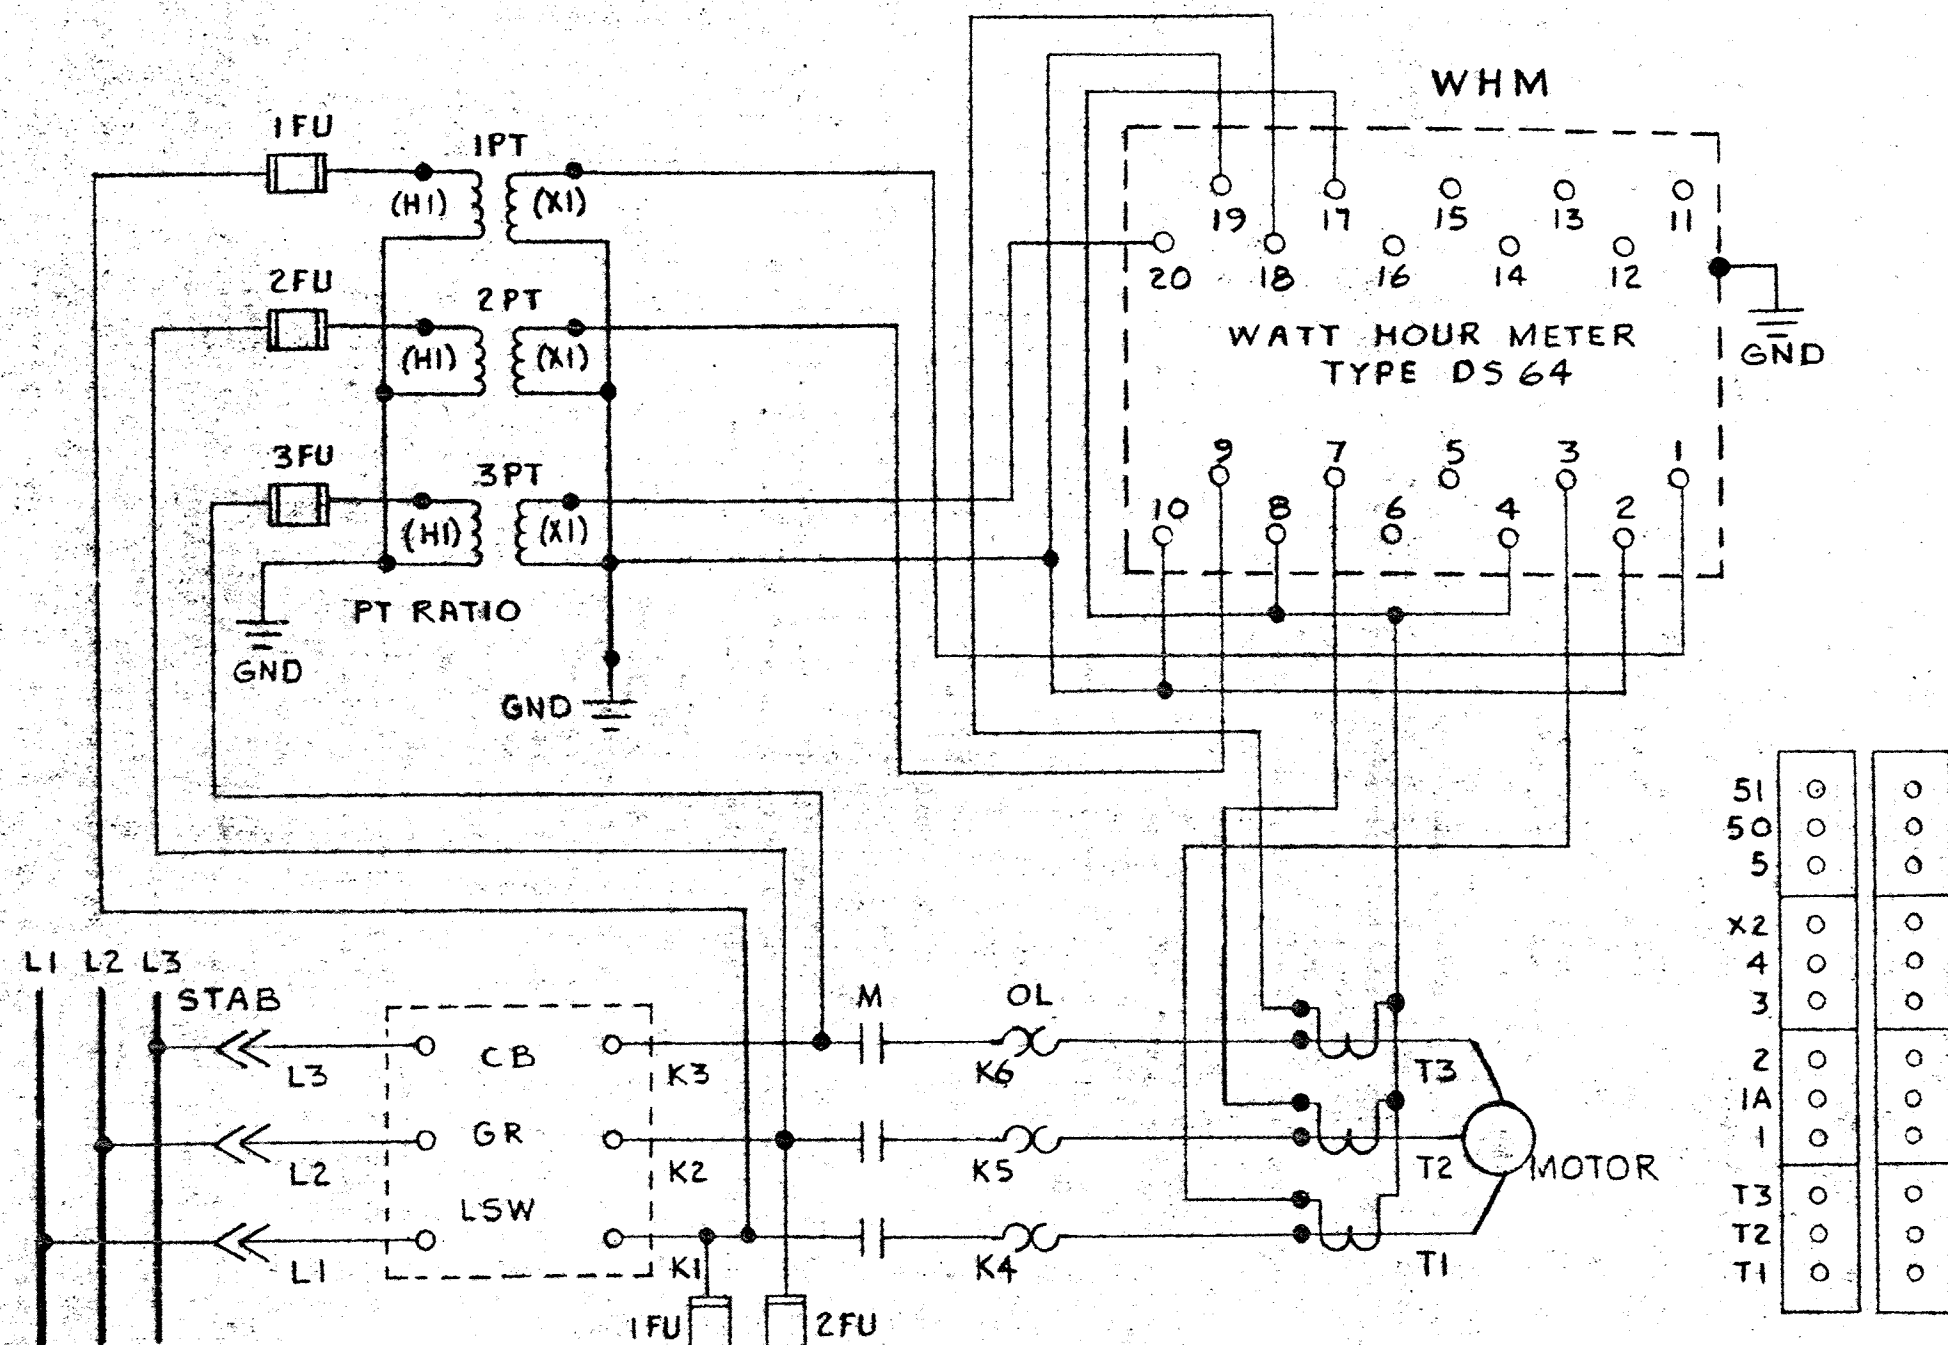 WHM
1FU
1PT
(H1) (X1)
19 17 15 13 11
20 18 16 14 12
2FU
2PT
(H1) (X1)
WATT HOUR METER
TYPE DS 64
GND
3FU
3PT
(H1) (X1)
9 7 5 3 1
10 8 6 4 2
PT RATIO
GND
GND
51
50
5
X2
4
3
2
1A
1
T3
T2
T1
L1 L2 L3
STAB
M OL
CB
L3 K3 K6 T3
GR
L2 K2 K5 T2 MOTOR
LSW
L1 K1 K4 T1
1FU 2FU